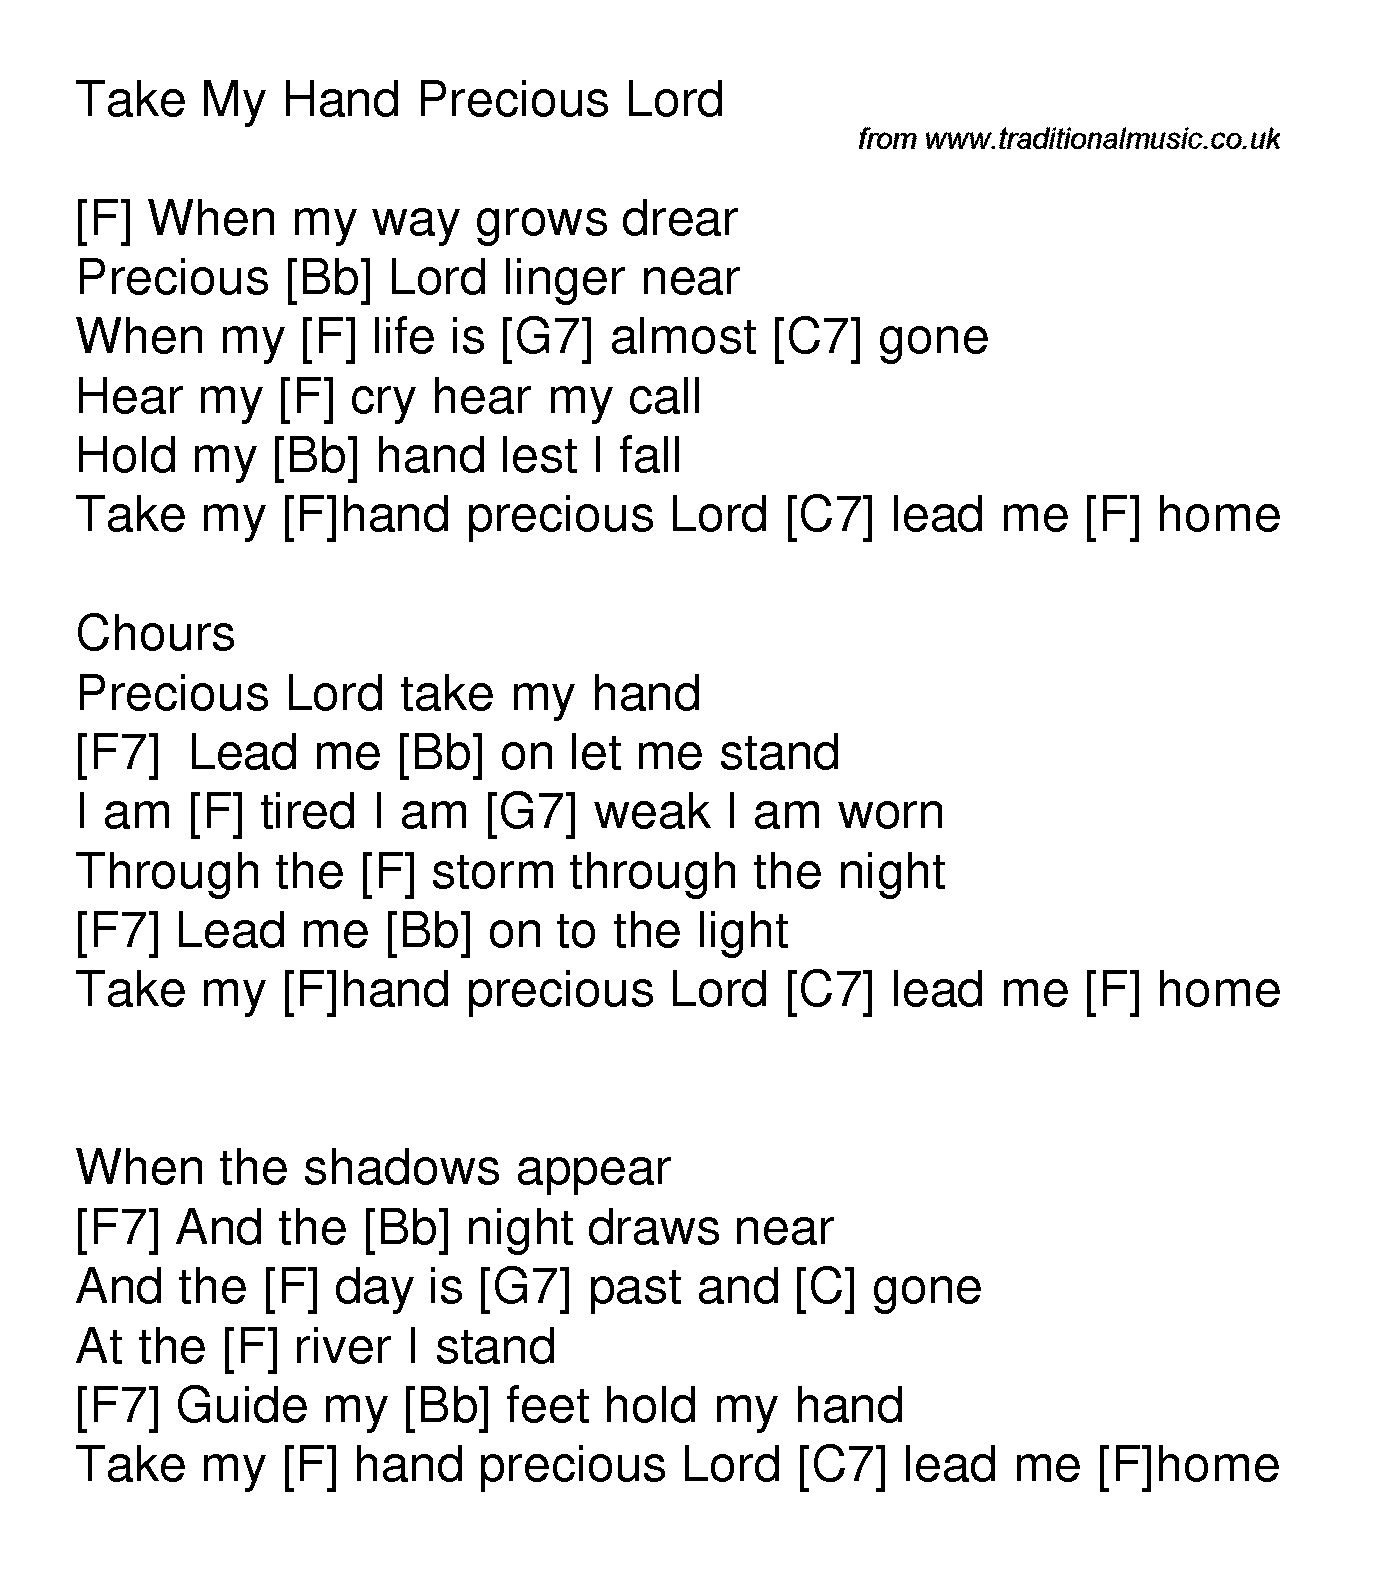 Take My Hand Precious Lord
from www.traditionalmusic.co.uk
[F] When my way grows drear
Precious [Bb] Lord linger near
When my [F] life is [G7] almost [C7] gone
Hear my [F] cry hear my call
Hold my [Bb] hand lest I fall
Take my [F]hand precious Lord [C7] lead me [F] home
Chours
Precious Lord take my hand
[F7]  Lead me [Bb] on let me stand
I am [F] tired I am [G7] weak I am worn
Through the [F] storm through the night
[F7] Lead me [Bb] on to the light
Take my [F]hand precious Lord [C7] lead me [F] home
When the shadows appear
[F7] And the [Bb] night draws near
And the [F] day is [G7] past and [C] gone
At the [F] river I stand
[F7] Guide my [Bb] feet hold my hand
Take my [F] hand precious Lord [C7] lead me [F]home